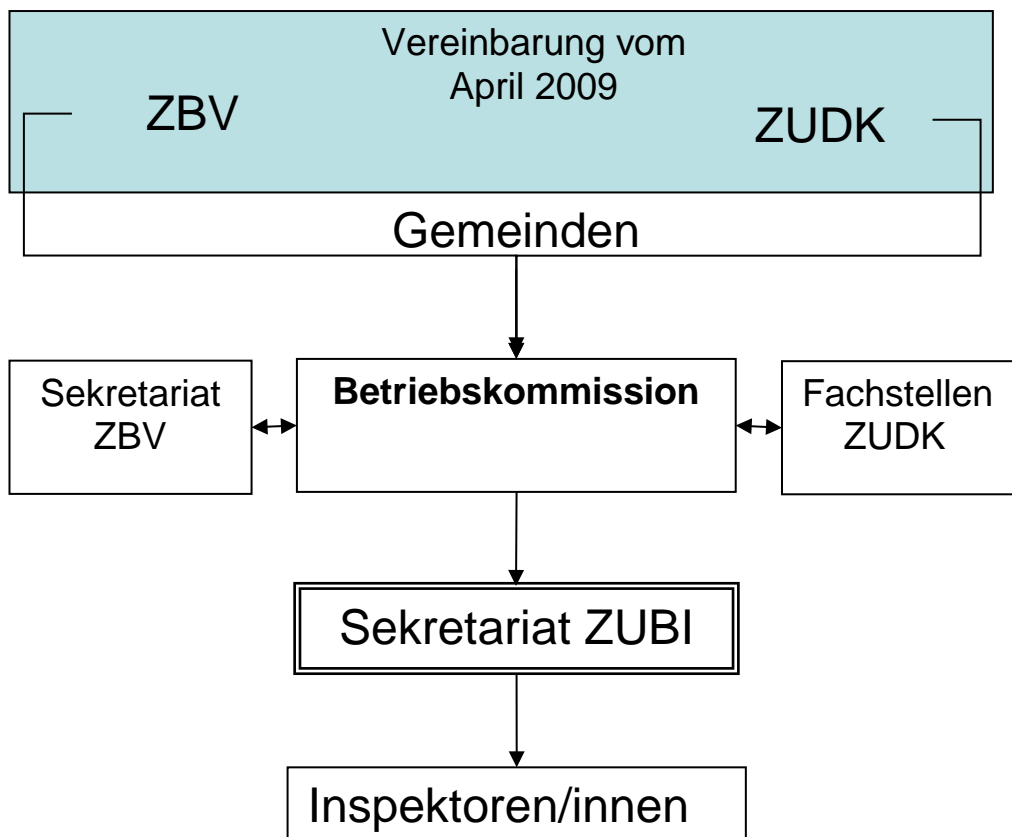 Vereinbarung vom
April 2009
ZBV
ZUDK
Gemeinden
Sekretariat
ZBV
Betriebskommission
Fachstellen
ZUDK
Sekretariat ZUBI
Inspektoren/innen